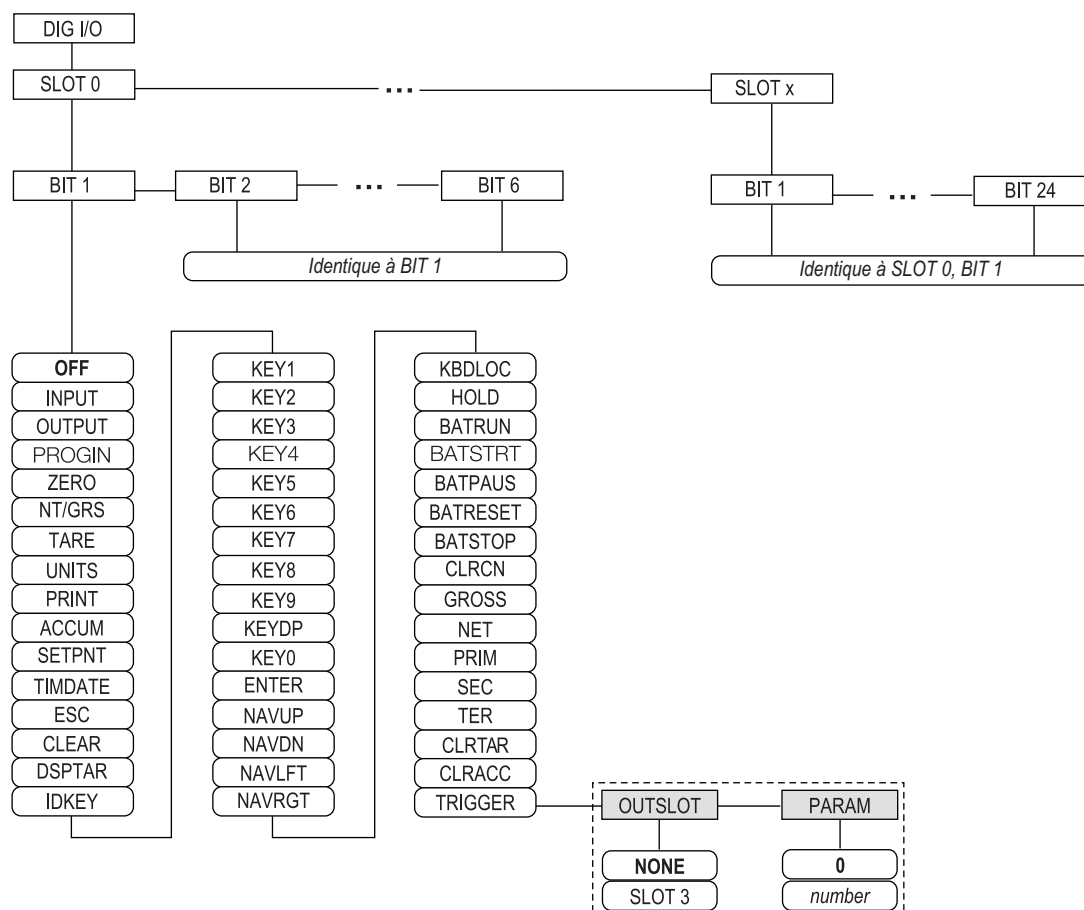 DIG I/O
SLOT 0
...
SLOT x
BIT 1
BIT 2
...
BIT 6
BIT 1
...
BIT 24
Identique à BIT 1
Identique à SLOT 0, BIT 1
OFF
INPUT
OUTPUT
PROGIN
ZERO
NT/GRS
TARE
UNITS
PRINT
ACCUM
SETPNT
TIMDATE
ESC
CLEAR
DSPTAR
IDKEY
KEY1
KEY2
KEY3
KEY4
KEY5
KEY6
KEY7
KEY8
KEY9
KEYDP
KEY0
ENTER
NAVUP
NAVDN
NAVLFT
NAVRGT
KBDLOC
HOLD
BATRUN
BATSTRT
BATPAUS
BATRESET
BATSTOP
CLRCN
GROSS
NET
PRIM
SEC
TER
CLRTAR
CLRACC
TRIGGER
OUTSLOT
PARAM
NONE
SLOT 3
0
number